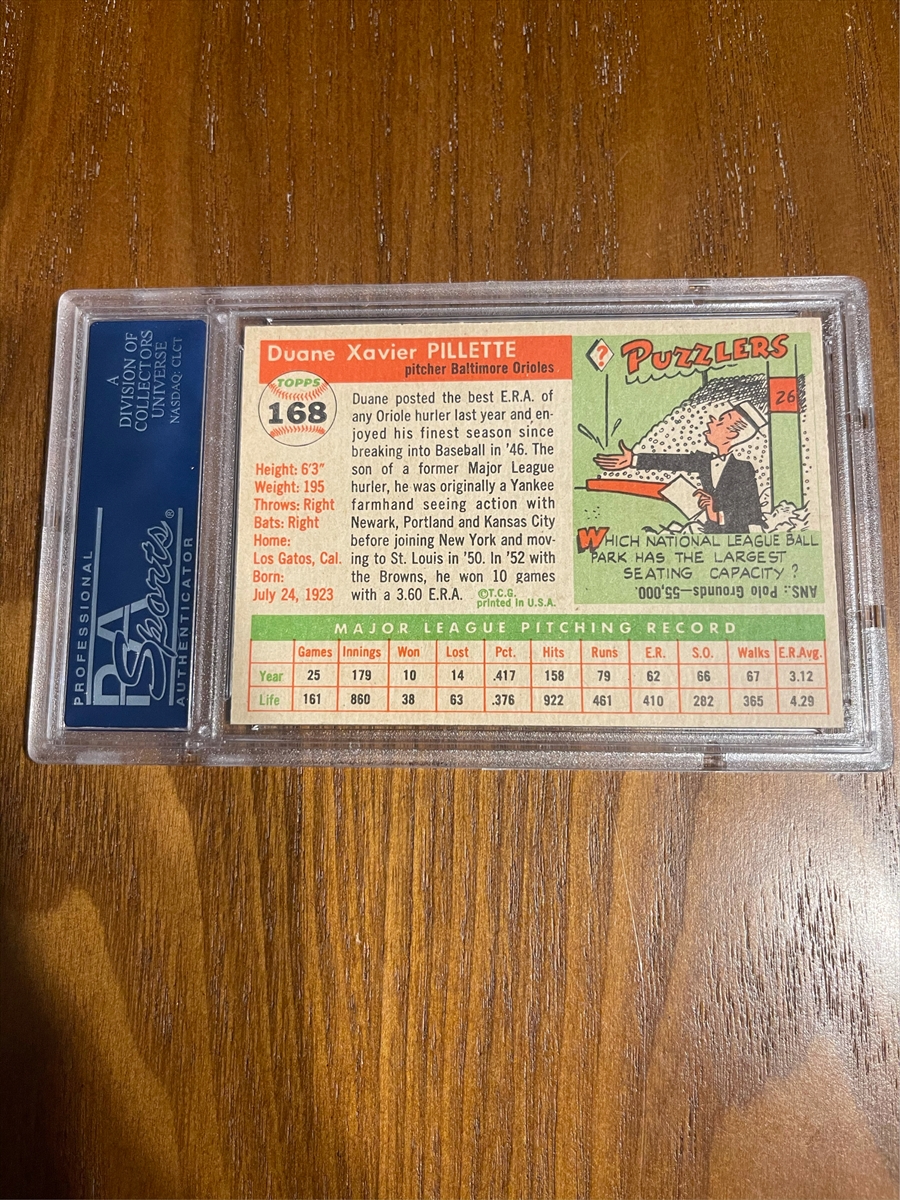 A
DIVISION OF
COLLECTORS
UNIVERSE
NASDAQ: CLCT
PROFESSIONAL
PSA
Sports®
AUTHENTICATOR
Duane Xavier PILLETTE
pitcher Baltimore Orioles
TOPPS
168
Height: 6'3"
Weight: 195
Throws: Right
Bats: Right
Home:
Los Gatos, Cal.
Born:
July 24, 1923
Duane posted the best E.R.A. of
any Oriole hurler last year and en-
joyed his finest season since
breaking into Baseball in '46. The
son of a former Major League
hurler, he was originally a Yankee
farmhand seeing action with
Newark, Portland and Kansas City
before joining New York and mov-
ing to St. Louis in '50. In '52 with
the Browns, he won 10 games
with a 3.60 E.R.A.
©T.C.G.
printed in U.S.A.
? PUZZLERS
26
WHICH NATIONAL LEAGUE BALL
PARK HAS THE LARGEST
SEATING CAPACITY?
ANS.: Polo Grounds—55,000.
MAJOR LEAGUE PITCHING RECORD
Games Innings Won Lost Pct. Hits Runs E.R. S.O. Walks E.R.Avg.
Year 25 179 10 14 .417 158 79 62 66 67 3.12
Life 161 860 38 63 .376 922 461 410 282 365 4.29